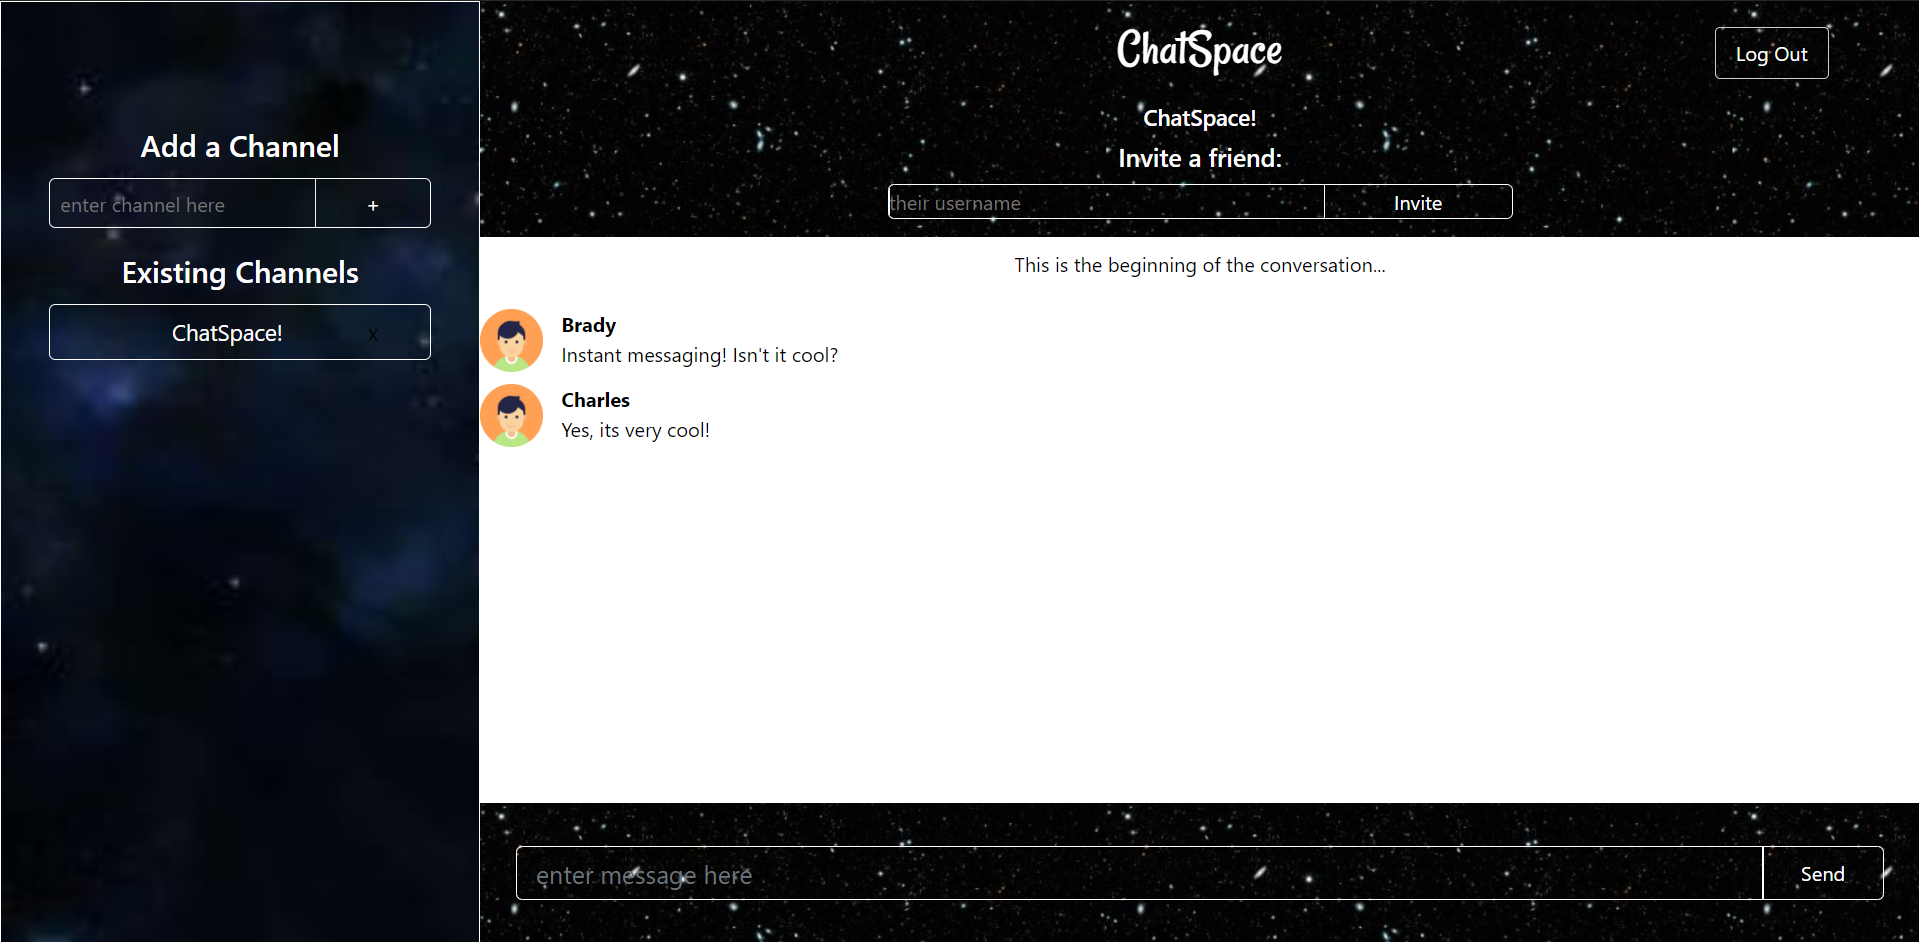 Add a Channel
enter channel here +
Existing Channels
ChatSpace! x
ChatSpace
Log Out
ChatSpace!
Invite a friend:
their username Invite
This is the beginning of the conversation...
Brady
Instant messaging! Isn't it cool?
Charles
Yes, its very cool!
enter message here Send